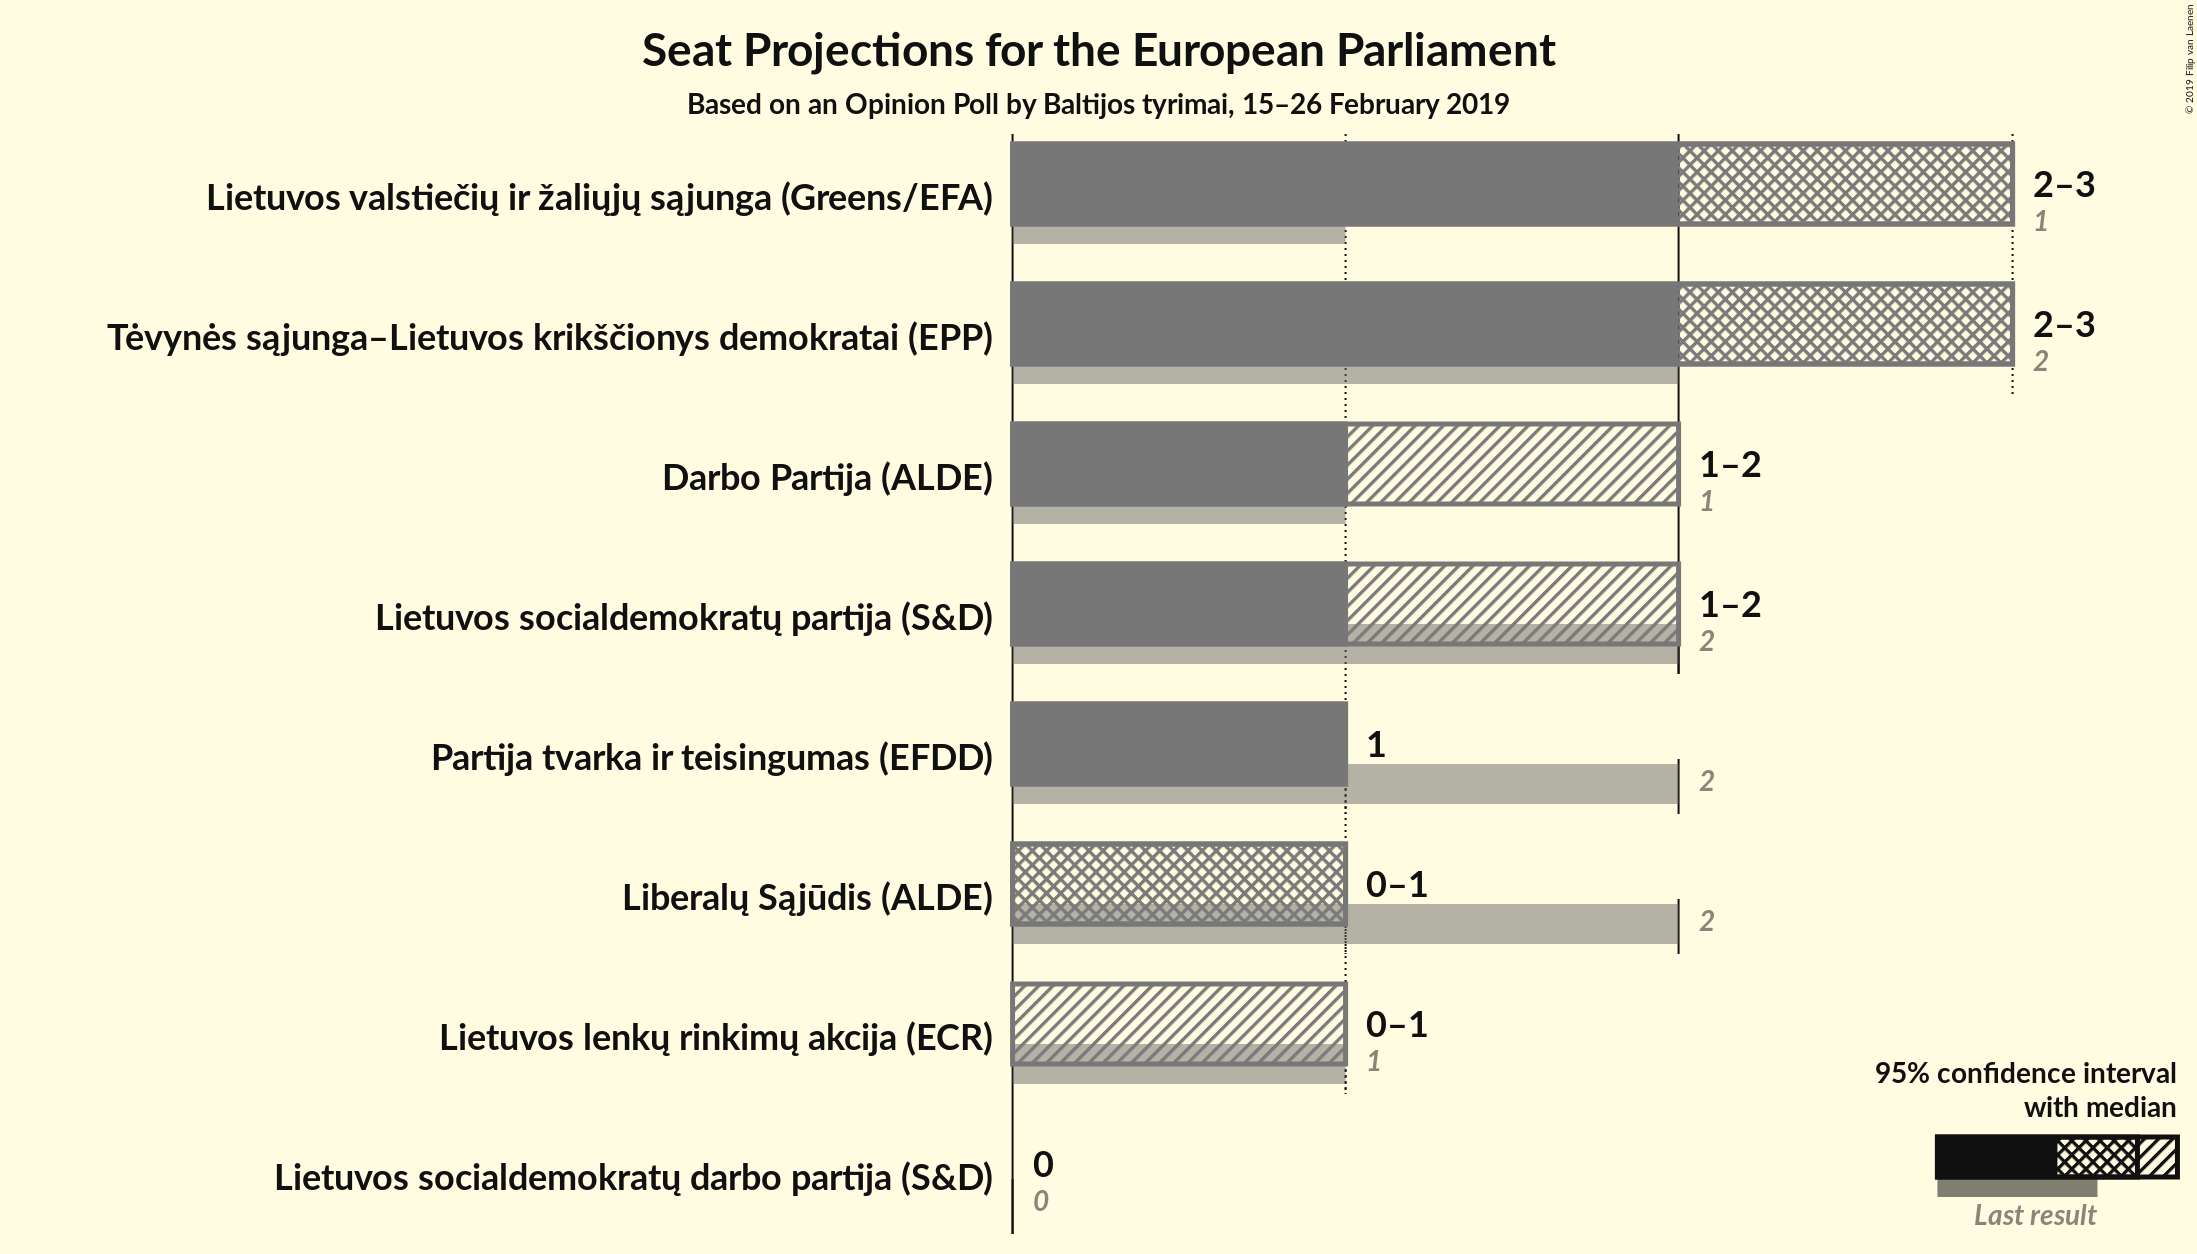 Seat Projections for the European Parliament
Based on an Opinion Poll by Baltijos tyrimai, 15–26 February 2019
© 2019 Filip van Laenen
Lietuvos valstiečių ir žaliųjų sąjunga (Greens/EFA)
2–3
1
Tėvynės sąjunga–Lietuvos krikščionys demokratai (EPP)
2–3
2
Darbo Partija (ALDE)
1–2
1
Lietuvos socialdemokratų partija (S&D)
1–2
2
Partija tvarka ir teisingumas (EFDD)
1
2
Liberalų Sąjūdis (ALDE)
0–1
2
Lietuvos lenkų rinkimų akcija (ECR)
0–1
1
Lietuvos socialdemokratų darbo partija (S&D)
0
0
95% confidence interval
with median
Last result